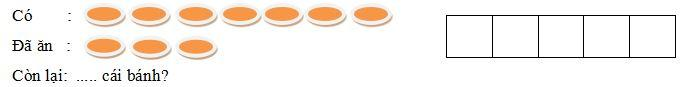 Có :
Đã ăn :
Còn lại: ..... cái bánh?